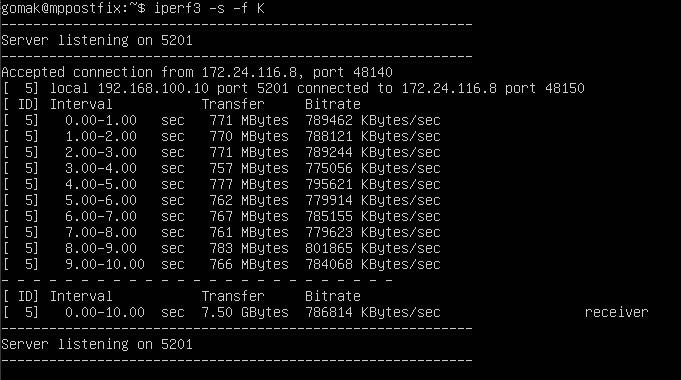 gomak@mppostfix:~$ iperf3 -s -f K
-----------------------------------------------------------
Server listening on 5201
-----------------------------------------------------------
Accepted connection from 172.24.116.8, port 48140
[  5] local 192.168.100.10 port 5201 connected to 172.24.116.8 port 48150
[ ID] Interval           Transfer     Bitrate
[  5]   0.00-1.00   sec   771 MBytes  789462 KBytes/sec
[  5]   1.00-2.00   sec   770 MBytes  788121 KBytes/sec
[  5]   2.00-3.00   sec   771 MBytes  789244 KBytes/sec
[  5]   3.00-4.00   sec   757 MBytes  775056 KBytes/sec
[  5]   4.00-5.00   sec   777 MBytes  795621 KBytes/sec
[  5]   5.00-6.00   sec   762 MBytes  779914 KBytes/sec
[  5]   6.00-7.00   sec   767 MBytes  785155 KBytes/sec
[  5]   7.00-8.00   sec   761 MBytes  779623 KBytes/sec
[  5]   8.00-9.00   sec   783 MBytes  801865 KBytes/sec
[  5]   9.00-10.00  sec   766 MBytes  784068 KBytes/sec
- - - - - - - - - - - - - - - - - - - - - - - - -
[ ID] Interval           Transfer     Bitrate
[  5]   0.00-10.00  sec  7.50 GBytes  786814 KBytes/sec                  receiver
-----------------------------------------------------------
Server listening on 5201
-----------------------------------------------------------